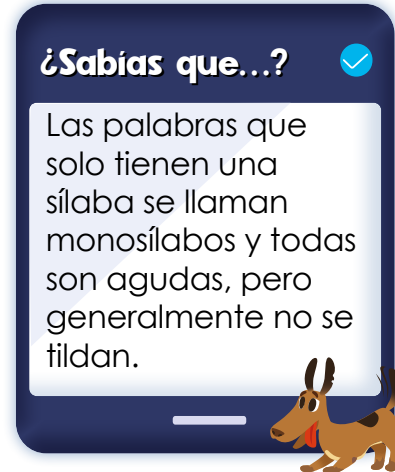 ¿Sabías que...?
Las palabras que
solo tienen una
sílaba se llaman
monosílabos y todas
son agudas, pero
generalmente no se
tildan.